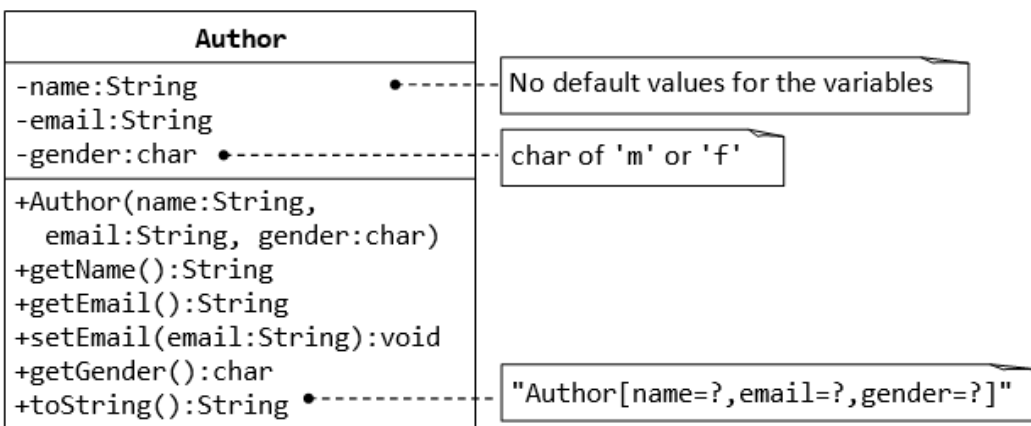 Author
-name:String
No default values for the variables
-email:String
-gender:char
char of 'm' or 'f'
+Author(name:String,
email:String, gender:char)
+getName():String
+getEmail():String
+setEmail(email:String):void
+getGender():char
+toString():String
"Author[name=?,email=?,gender=?]"